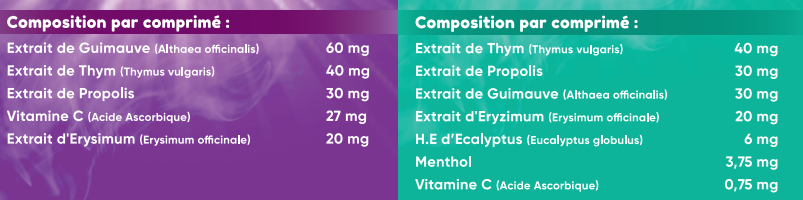 Composition par comprimé :
Extrait de Guimauve (Althaea officinalis) 60 mg
Extrait de Thym (Thymus vulgaris) 40 mg
Extrait de Propolis 30 mg
Vitamine C (Acide Ascorbique) 27 mg
Extrait d'Erysimum (Erysimum officinale) 20 mg
Composition par comprimé :
Extrait de Thym (Thymus vulgaris) 40 mg
Extrait de Propolis 30 mg
Extrait de Guimauve (Althaea officinalis) 30 mg
Extrait d'Eryzimum (Erysimum officinale) 20 mg
H.E d’Ecalyptus (Eucalyptus globulus) 6 mg
Menthol 3,75 mg
Vitamine C (Acide Ascorbique) 0,75 mg